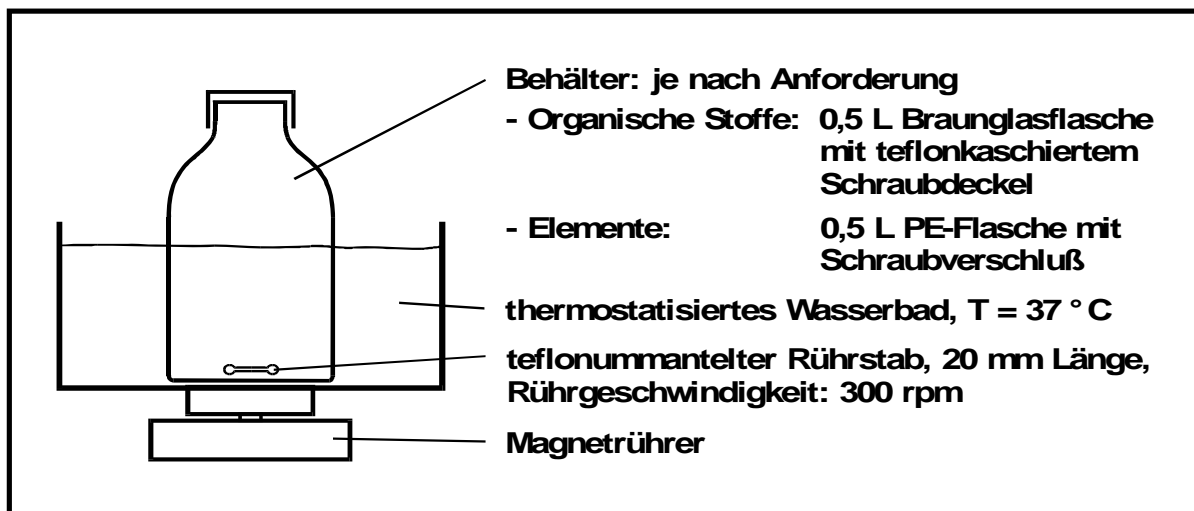 Behälter: je nach Anforderung
- Organische Stoffe: 0,5 L Braunglasflasche
mit teflonkaschiertem
Schraubdeckel
- Elemente: 0,5 L PE-Flasche mit
Schraubverschluß
thermostatisiertes Wasserbad, T = 37 °C
teflonummantelter Rührstab, 20 mm Länge,
Rührgeschwindigkeit: 300 rpm
Magnetrührer